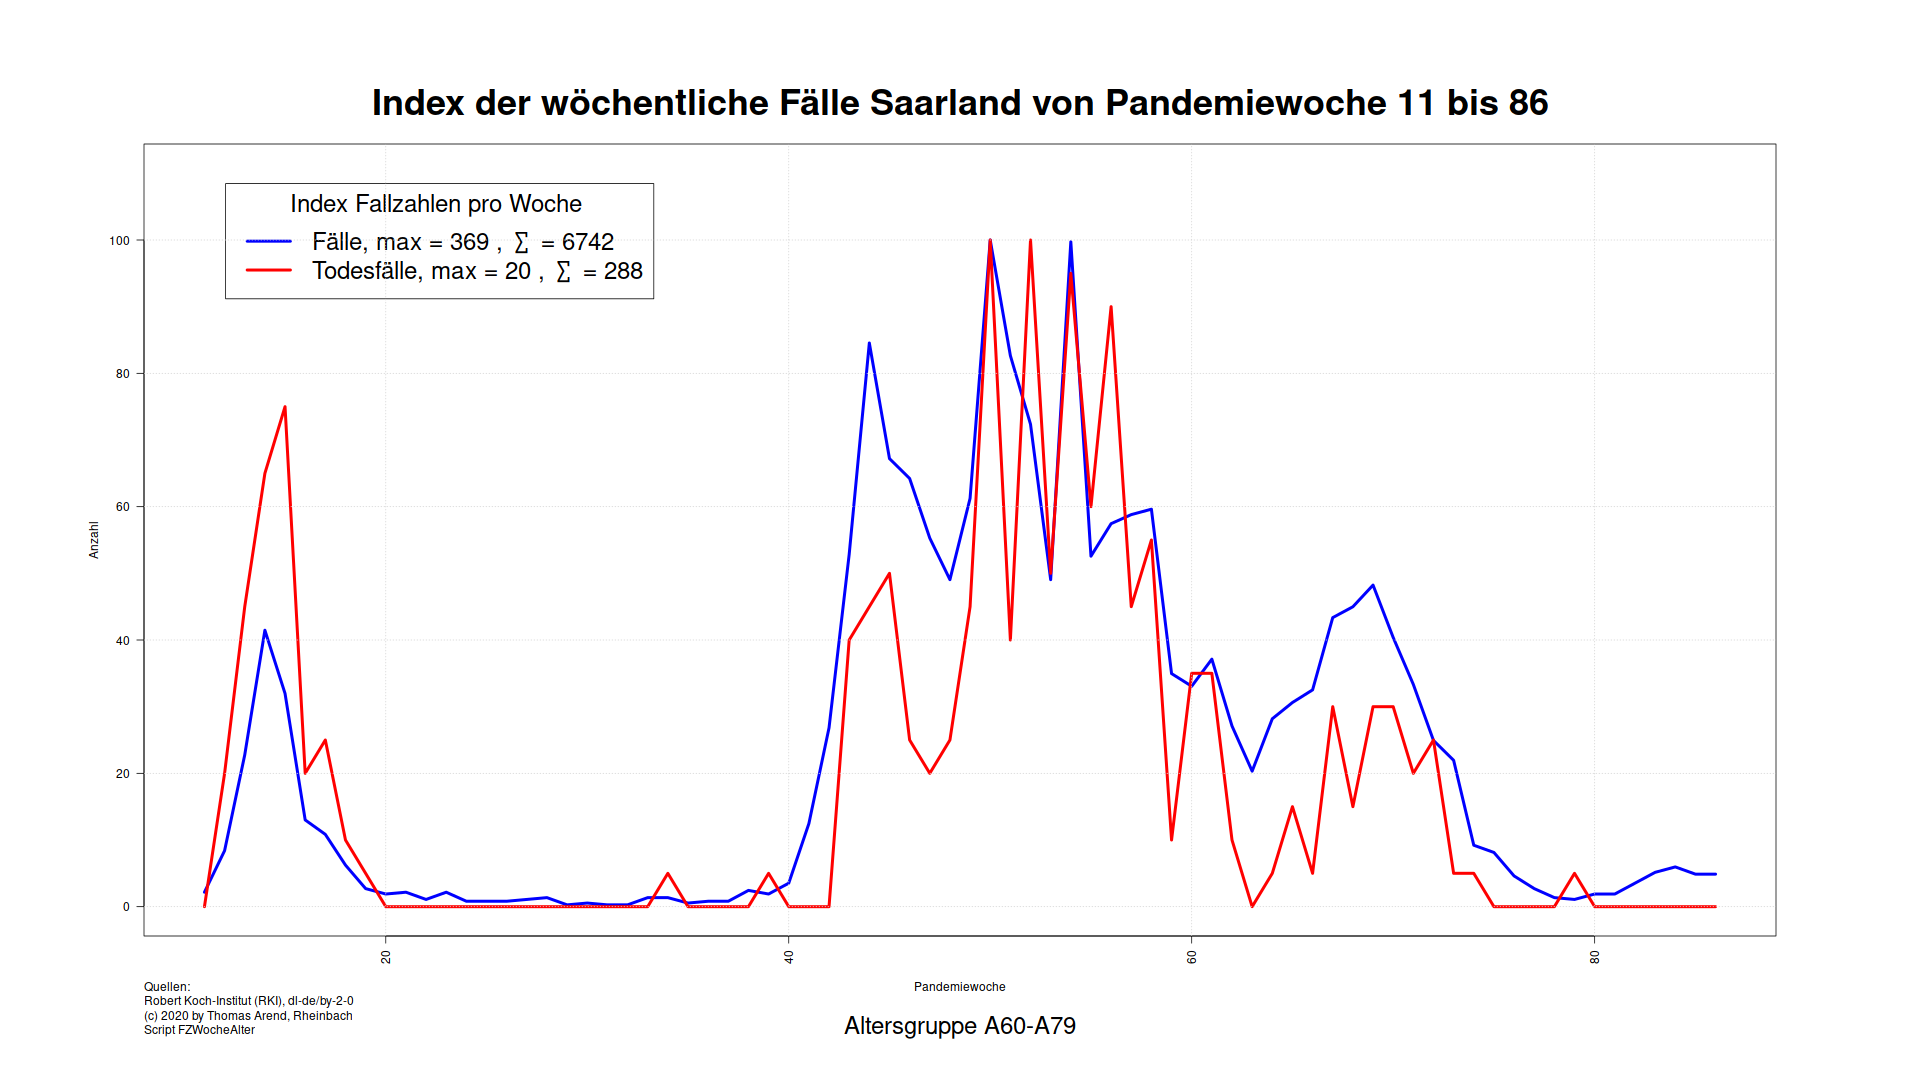 Index der wöchentliche Fälle Saarland von Pandemiewoche 11 bis 86
Index Fallzahlen pro Woche
Fälle, max = 369 , ∑ = 6742
Todesfälle, max = 20 , ∑ = 288
100
80
60
40
20
0
Anzahl
20
40
60
80
Pandemiewoche
Quellen:
Robert Koch-Institut (RKI), dl-de/by-2-0
(c) 2020 by Thomas Arend, Rheinbach
Script FZWocheAlter
Altersgruppe A60-A79